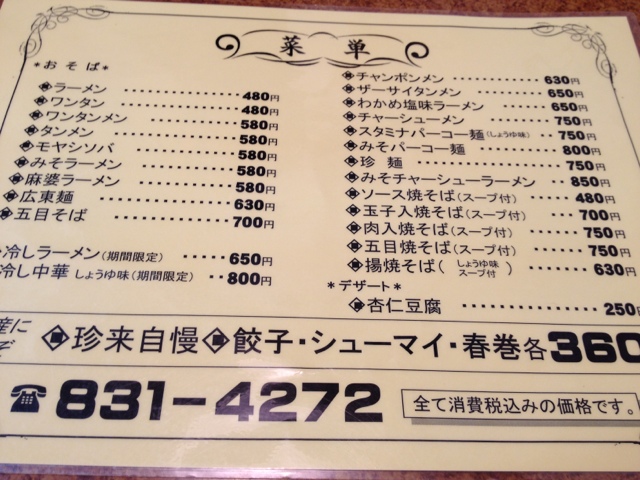 菜単
*おそば*
◈ラーメン ‥‥‥‥‥‥ 480円
◈ワンタン ‥‥‥‥‥‥ 480円
◈ワンタンメン ‥‥‥‥‥‥ 580円
◈タンメン ‥‥‥‥‥‥ 580円
◈モヤシソバ ‥‥‥‥‥‥ 580円
◈みそラーメン ‥‥‥‥‥‥ 580円
◈麻婆ラーメン ‥‥‥‥‥‥ 580円
◈広東麺 ‥‥‥‥‥‥ 630円
◈五目そば ‥‥‥‥‥‥ 700円
冷しラーメン(期間限定) ‥‥ 650円
冷し中華 しょうゆ味(期間限定) ‥‥ 800円
◈チャンポンメン ‥‥‥‥‥‥ 630円
◈ザーサイタンメン ‥‥‥‥‥‥ 650円
◈わかめ塩味ラーメン ‥‥‥‥ 650円
◈チャーシューメン ‥‥‥‥‥‥ 750円
◈スタミナパーコー麺(しょうゆ味) ‥‥ 750円
◈みそパーコー麺 ‥‥‥‥‥‥ 800円
◈珍麺 ‥‥‥‥‥‥ 750円
◈みそチャーシューラーメン ‥‥ 850円
◈ソース焼そば(スープ付) ‥‥‥ 480円
◈玉子入焼そば(スープ付) ‥‥‥ 700円
◈肉入焼そば(スープ付) ‥‥‥‥ 750円
◈五目焼そば(スープ付) ‥‥‥‥ 750円
◈揚焼そば(しょうゆ味 スープ付) ‥‥‥ 630円
*デザート*
◈杏仁豆腐 ‥‥‥‥‥‥ 250円
産に
ぞ
◈珍来自慢◈餃子・シューマイ・春巻各360
☎831-4272
全て消費税込みの価格です。